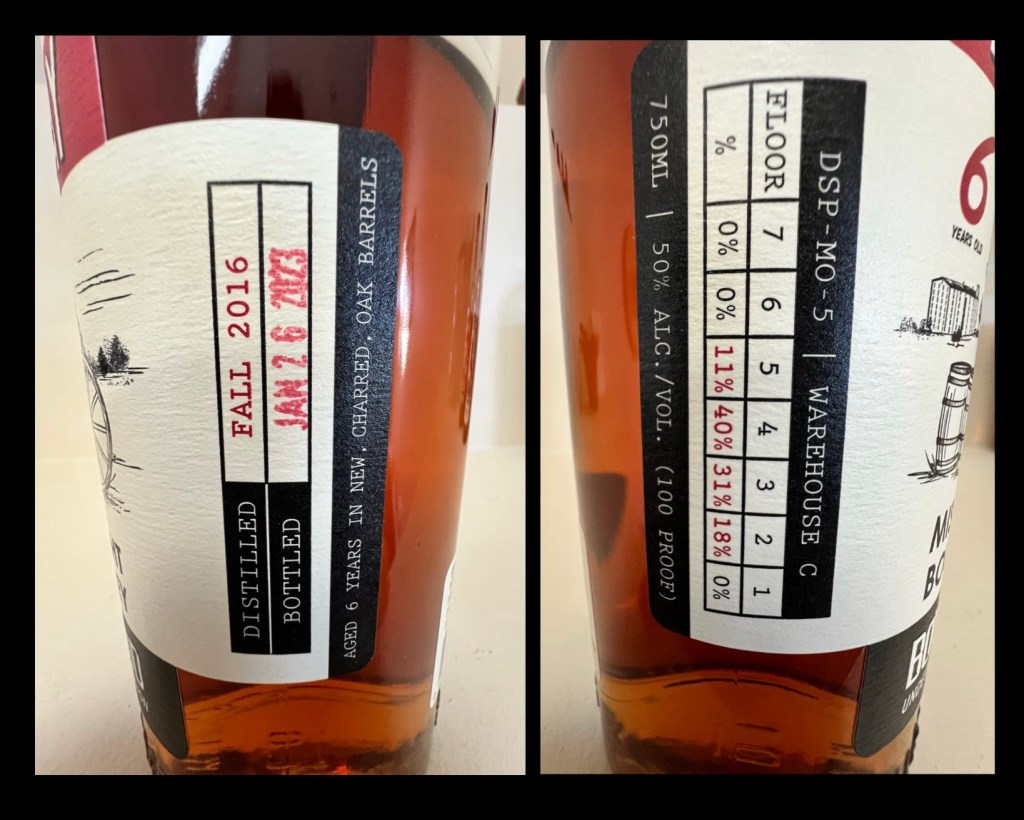 DISTILLED FALL 2016
BOTTLED JAN 26 2023
AGED 6 YEARS IN NEW, CHARRED, OAK BARRELS
DSP-MO-5 | WAREHOUSE C
FLOOR 7 6 5 4 3 2 1
% 0% 0% 11% 40% 31% 18% 0%
750ML | 50% ALC./VOL. (100 PROOF)
6
YEARS OLD